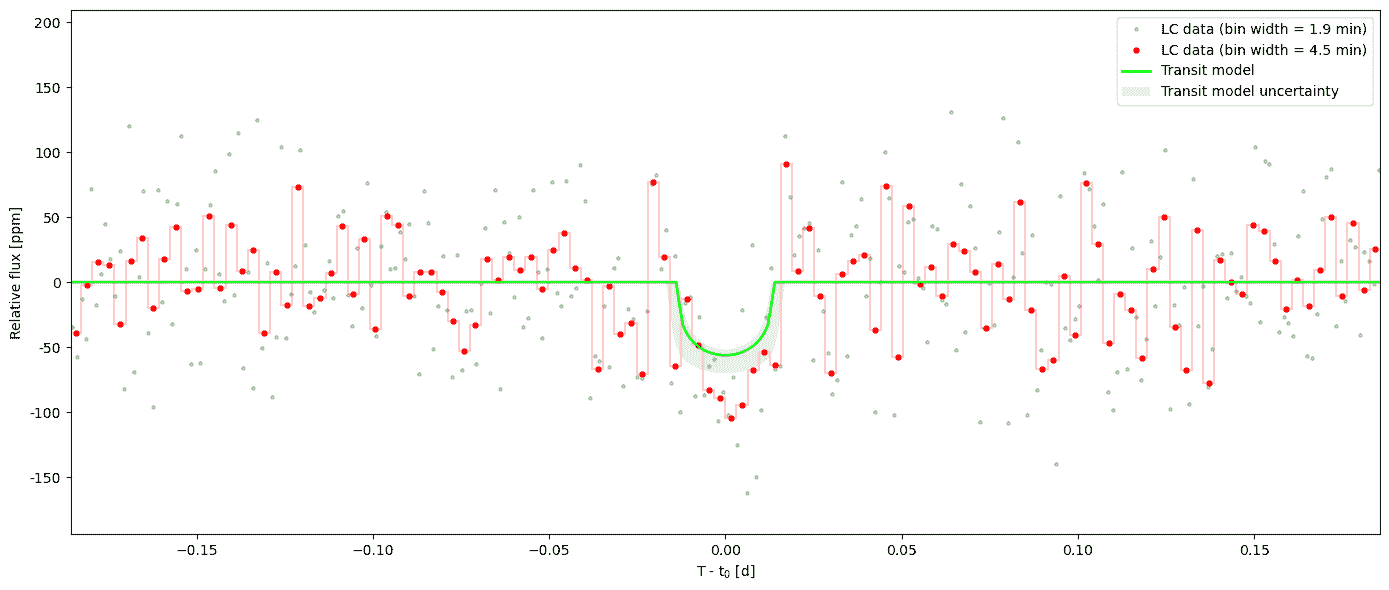 200
150
100
50
0
-50
-100
-150
Relative flux [ppm]
LC data (bin width = 1.9 min)
LC data (bin width = 4.5 min)
Transit model
Transit model uncertainty
−0.15 −0.10 −0.05 0.00 0.05 0.10 0.15
T - t₀ [d]